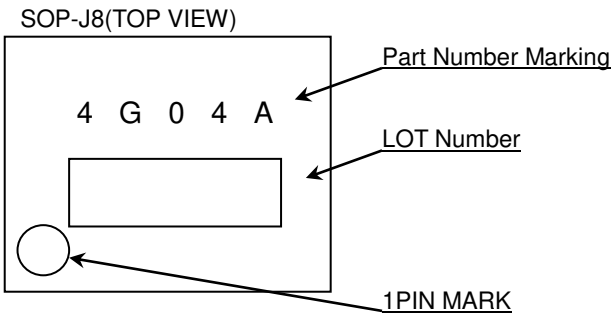 SOP-J8(TOP VIEW)
Part Number Marking
4 G 0 4 A
LOT Number
1PIN MARK